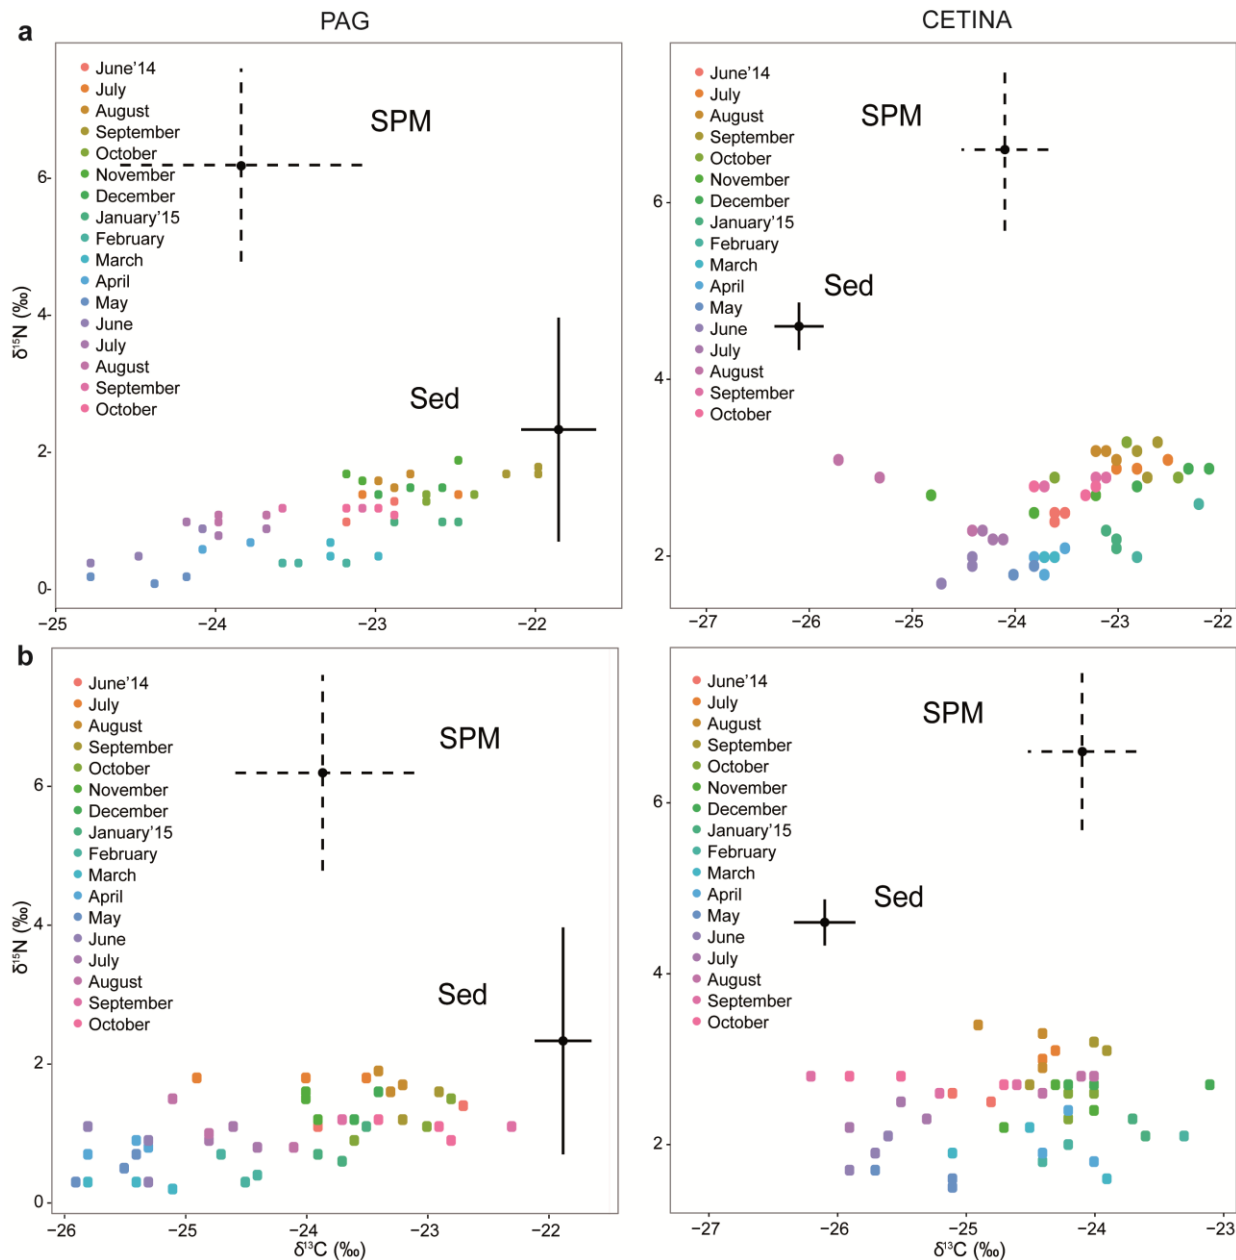 PAG
CETINA
a
June'14
July
August
September
October
November
December
January'15
February
March
April
May
June
July
August
September
October
SPM
Sed
δ¹⁵N (‰)
6
4
2
0
−25
−24
−23
−22
June'14
July
August
September
October
November
December
January'15
February
March
April
May
June
July
August
September
October
SPM
Sed
6
4
2
−27
−26
−25
−24
−23
−22
b
June'14
July
August
September
October
November
December
January'15
February
March
April
May
June
July
August
September
October
SPM
Sed
δ¹⁵N (‰)
6
4
2
0
−26
−25
−24
−23
−22
δ¹³C (‰)
June'14
July
August
September
October
November
December
January'15
February
March
April
May
June
July
August
September
October
SPM
Sed
6
4
2
−27
−26
−25
−24
−23
δ¹³C (‰)